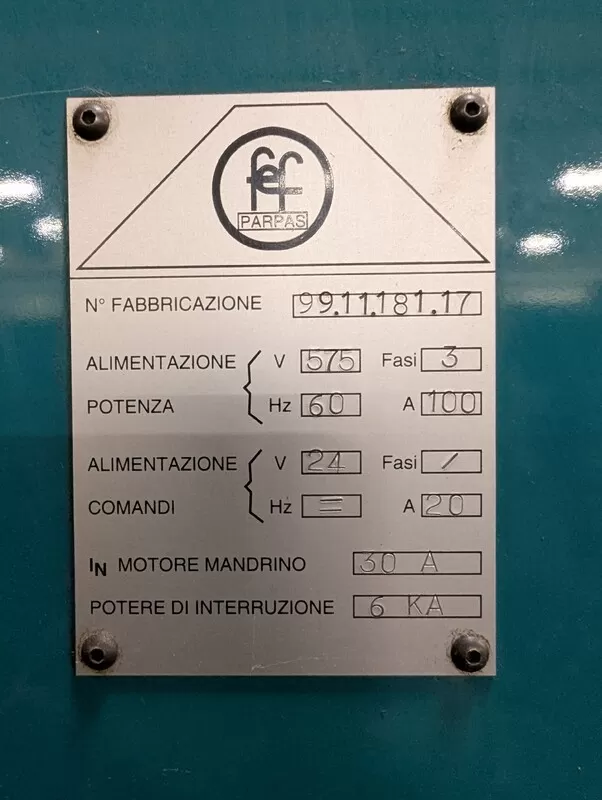 fef
PARPAS
N° FABBRICAZIONE 99.11.181.17
ALIMENTAZIONE V 575 Fasi 3
POTENZA Hz 60 A 100
ALIMENTAZIONE V 24 Fasi /
COMANDI Hz = A 20
IN MOTORE MANDRINO 30 A
POTERE DI INTERRUZIONE 6 KA